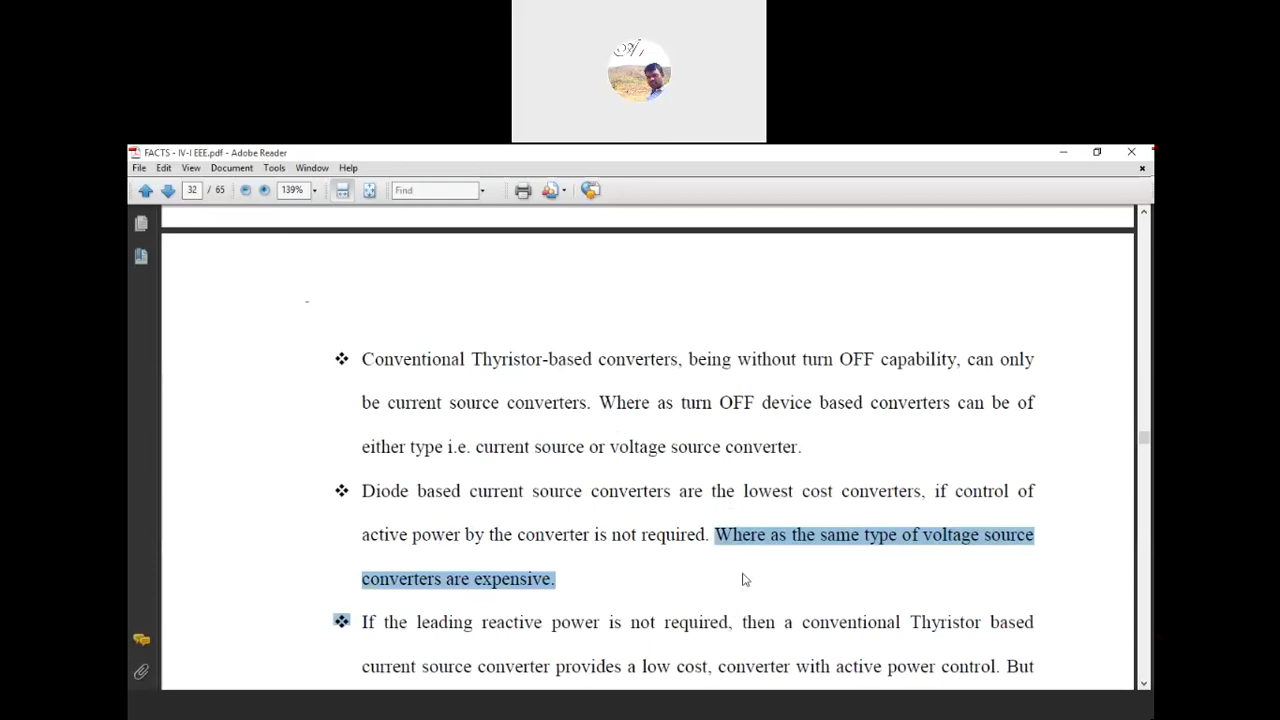 FACTS - IV-I EEE.pdf - Adobe Reader
File Edit View Document Tools Window Help
32 / 65 139% Find
❖ Conventional Thyristor-based converters, being without turn OFF capability, can only
be current source converters. Where as turn OFF device based converters can be of
either type i.e. current source or voltage source converter.
❖ Diode based current source converters are the lowest cost converters, if control of
active power by the converter is not required. Where as the same type of voltage source
converters are expensive.
❖ If the leading reactive power is not required, then a conventional Thyristor based
current source converter provides a low cost, converter with active power control. But